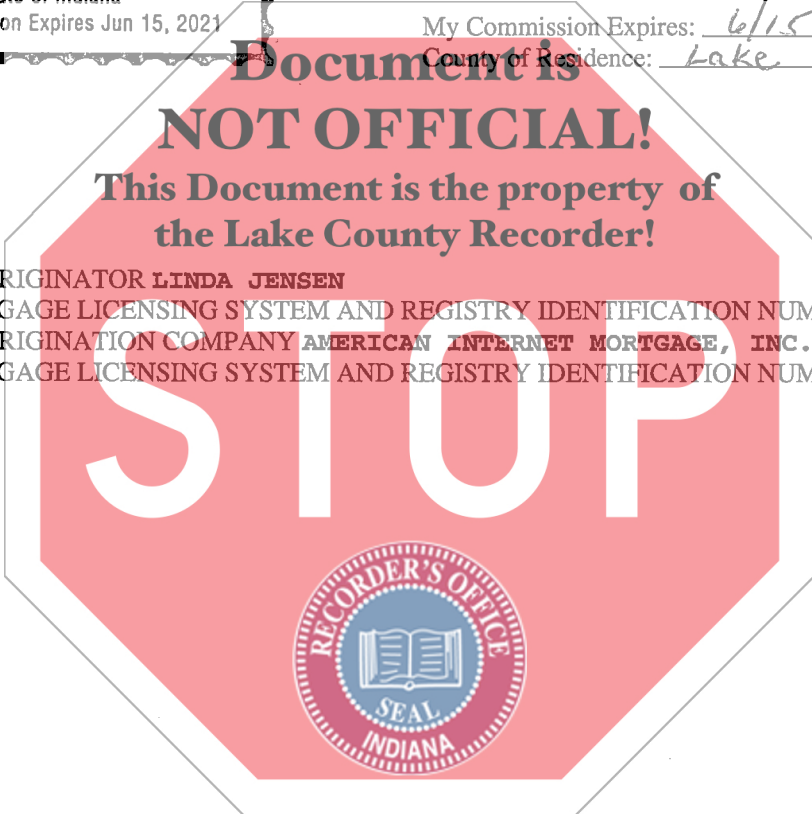 on Expires Jun 15, 2021
My Commission Expires: 6/15
County of Residence: Lake
Document is
NOT OFFICIAL!
This Document is the property of
the Lake County Recorder!
RIGINATOR LINDA JENSEN
GAGE LICENSING SYSTEM AND REGISTRY IDENTIFICATION NUM
RIGINATION COMPANY AMERICAN INTERNET MORTGAGE, INC.
GAGE LICENSING SYSTEM AND REGISTRY IDENTIFICATION NUM
STOP
RECORDER'S OFFICE
SEAL
INDIANA